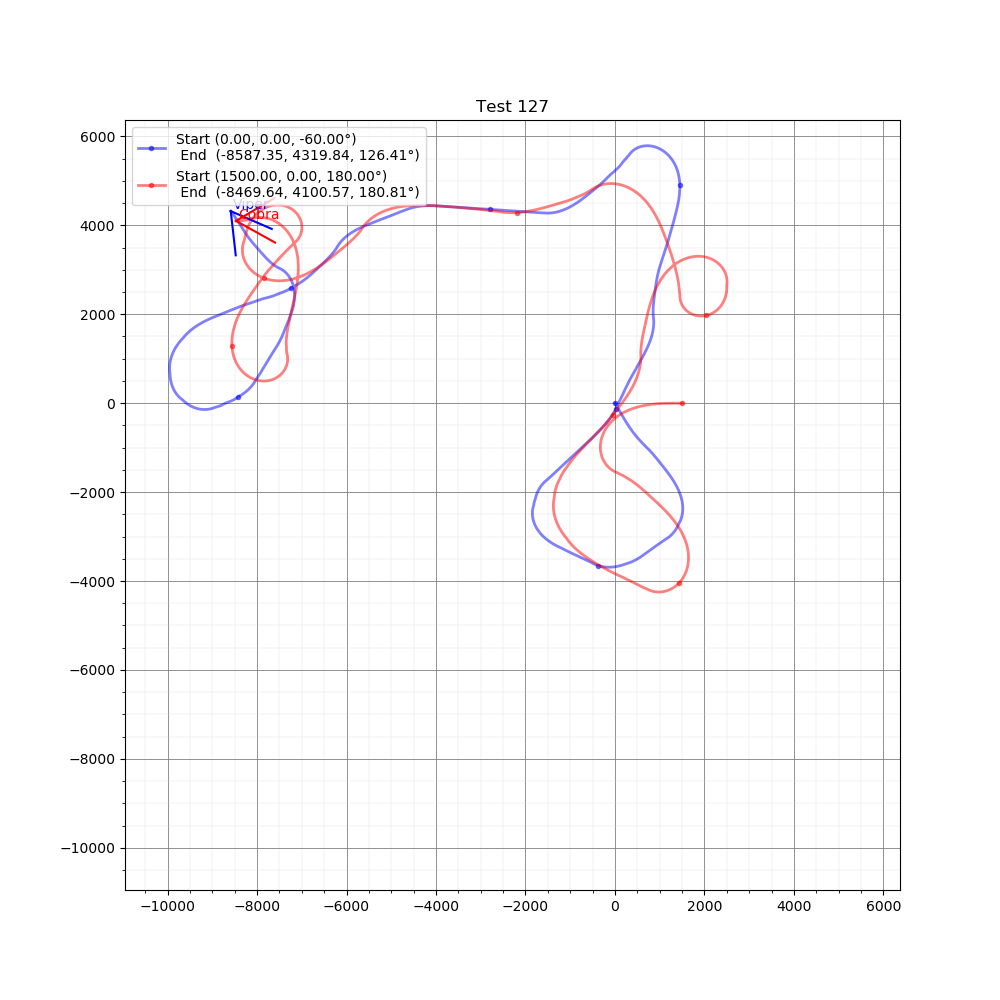 Test 127
Start (0.00, 0.00, -60.00°)
End (-8587.35, 4319.84, 126.41°)
Start (1500.00, 0.00, 180.00°)
End (-8469.64, 4100.57, 180.81°)
Viper
Cobra
6000
4000
2000
0
−2000
−4000
−6000
−8000
−10000
−10000 −8000 −6000 −4000 −2000 0 2000 4000 6000